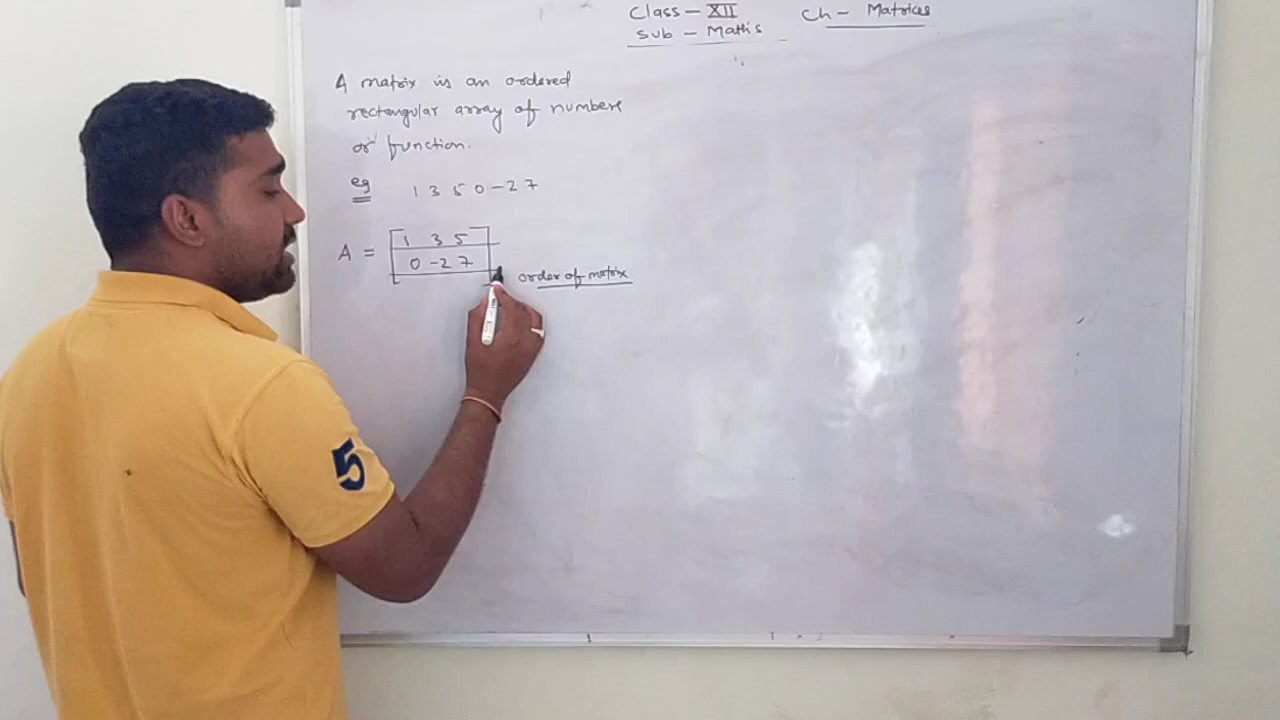 Class - XII
Ch - Matrices
Sub - Maths
A matrix is an ordered
rectangular array of numbers
or function.
eg 1 3 5 0 -2 7
A = [1 3 5
0 -2 7]
order of matrix
5